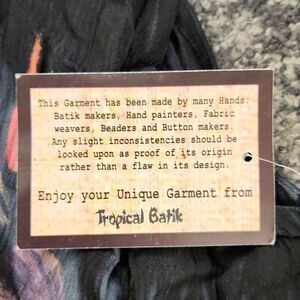 This Garment has been made by many Hands;
Batik makers, Hand painters, Fabric
weavers, Beaders and Button makers.
Any slight inconsistencies should be
looked upon as proof of its origin
rather than a flaw in its design.
Enjoy your Unique Garment from
Tropical Batik